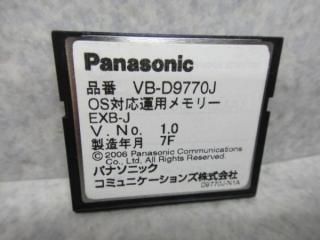 Panasonic
品番 VB-D9770J
OS対応運用メモリー
EXB-J
V. No. 1.0
製造年月 7F
©2006 Panasonic Communications
Co., Ltd. All Rights Reserved.
パナソニック
コミュニケーションズ株式会社
D9770J-N1A